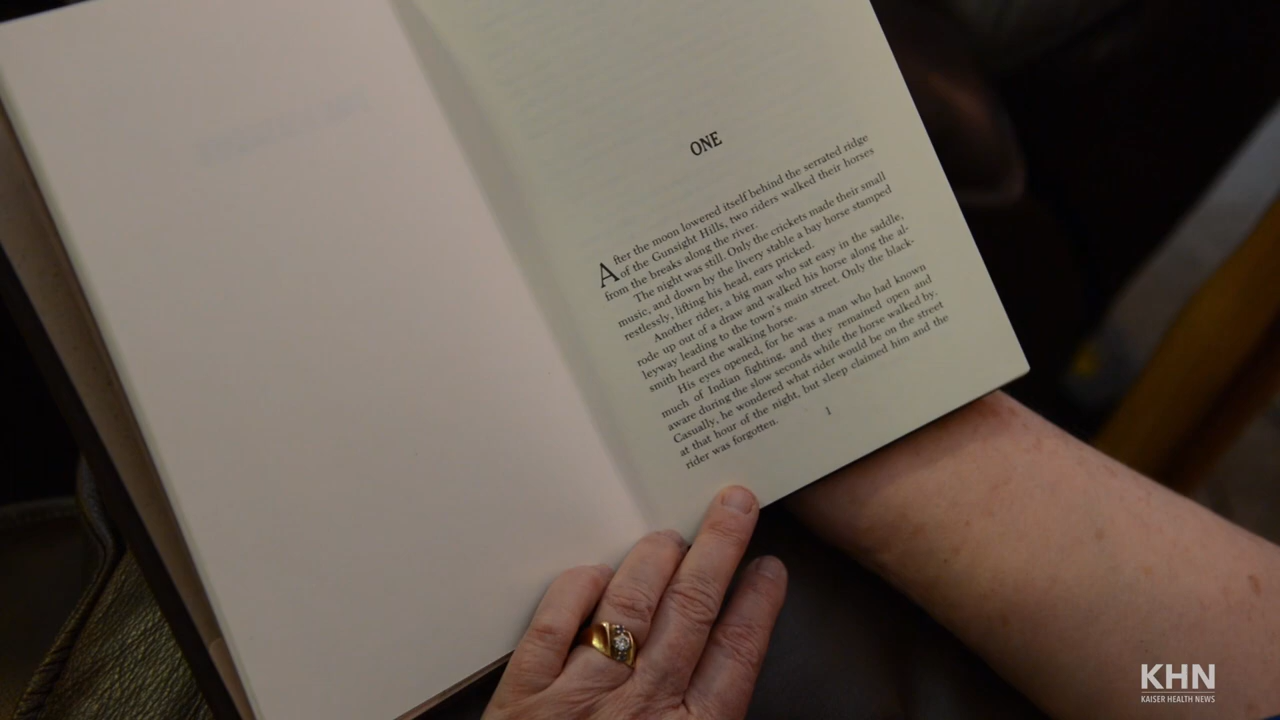 ONE
After the moon lowered itself behind the serrated ridge
of the Gunsight Hills, two riders walked their horses
from the breaks along the river.
The night was still. Only the crickets made their small
music, and down by the livery stable a bay horse stamped
restlessly, lifting his head, ears pricked.
Another rider, a big man who sat easy in the saddle,
rode up out of a draw and walked his horse along the al-
leyway leading to the town's main street. Only the black-
smith heard the walking horse.
His eyes opened, for he was a man who had known
much of Indian fighting, and they remained open and
aware during the slow seconds while the horse walked by.
Casually, he wondered what rider would be on the street
at that hour of the night, but sleep claimed him and the
rider was forgotten.
1
KHN
KAISER HEALTH NEWS